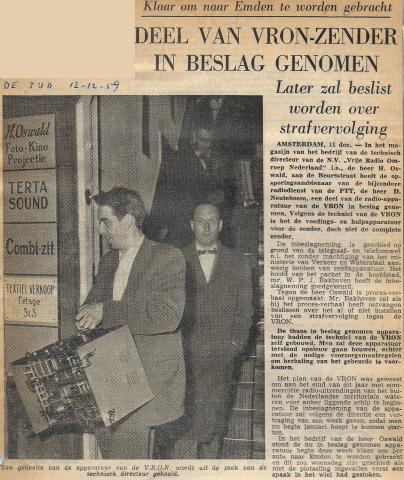 Klaar om naar Emden te worden gebracht
DEEL VAN VRON-ZENDER
IN BESLAG GENOMEN
DE TIJD 12-12-59
Later zal beslist
worden over
strafvervolging
H. Oswald
Foto-Kino
Projectie
TERTA
SOUND
Combi-zit
TEXTIEL VERKOOP
Etage
Een gedeelte van de apparatuur van de V.R.O.N. wordt uit de zaak van de
technisch directeur gehaald.
AMSTERDAM, 11 dec. — In het ma-
gazijn van het bedrijf van de technisch
directeur van de N.V. „Vrije Radio Om-
roep Nederland” i.o., de heer H. Os-
wald, aan de Beursstraat heeft de op-
sporingsambtenaar van de bijzondere
radiodienst van de PTT, de heer D.
Neuteboom, een deel van de radio-appa-
ratuur van de VRON in beslag geno-
men. Volgens de technici van de VRON
is het de voedings- en hulpapparatuur
voor de zender, doch niet de complete
zender.
De inbeslagneming is geschied op
grond van de telegraaf- en telefoonwet
n.l. het zonder machtiging van het mi-
nisterie van Verkeer en Waterstaat aan-
wezig hebben van zendapparatuur. Het
hoofd van het parket in de hoofdstad,
mr. W. P. J. Bakhoven heeft de inbe-
slagneming goedgekeurd.
Tegen de heer Oswald is proces-ver-
baal opgemaakt. Mr. Bakhoven zal als
hij het proces-verbaal heeft ontvangen
beslissen over het al of niet instellen
van een strafvervolging tegen de
VRON.
De thans in beslag genomen appara-
tuur hadden de technici van de VRON
zelf gebouwd. Men zal deze apparatuur
terstond opnieuw gaan bouwen, echter
met de nodige voorzorgsmaatregelen
om herhaling van het gebeurde te voor-
komen.
Het plan van de VRON was geweest
om aan het eind van dit jaar met com-
merciële radio-uitzendingen van het bui-
ten de Nederlandse territoriale wate-
ren voor anker liggende schip te begin-
nen. De inbeslagneming van de appara-
tuur zal volgens de directie een ver-
traging van een week geven, zodat men
nu begin januari hoopt te kunnen star-
ten.
In het bedrijf van de heer Oswald
stond de nu in beslag genomen appara-
tuur begin deze week klaar om per
auto naar Emden te worden gebracht
en dit zou woensdag zijn geschied als
niet de plotseling ingevallen vorst een
spaak in het wiel had gestoken.